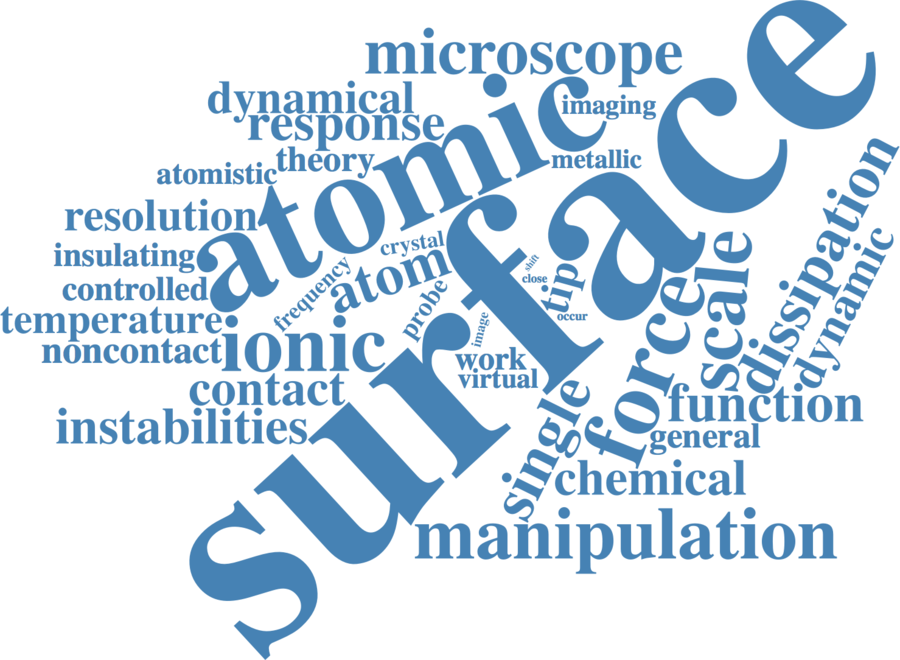 microscope
dynamical
imaging
response
atomic
surface
theory
metallic
atomistic
resolution
insulating
crystal
controlled
frequency
atom
probe
shift
close
tip
scale
dissipation
dynamic
temperature
image
occur
noncontact
ionic
work
virtual
force
contact
function
instabilities
single
general
chemical
manipulation